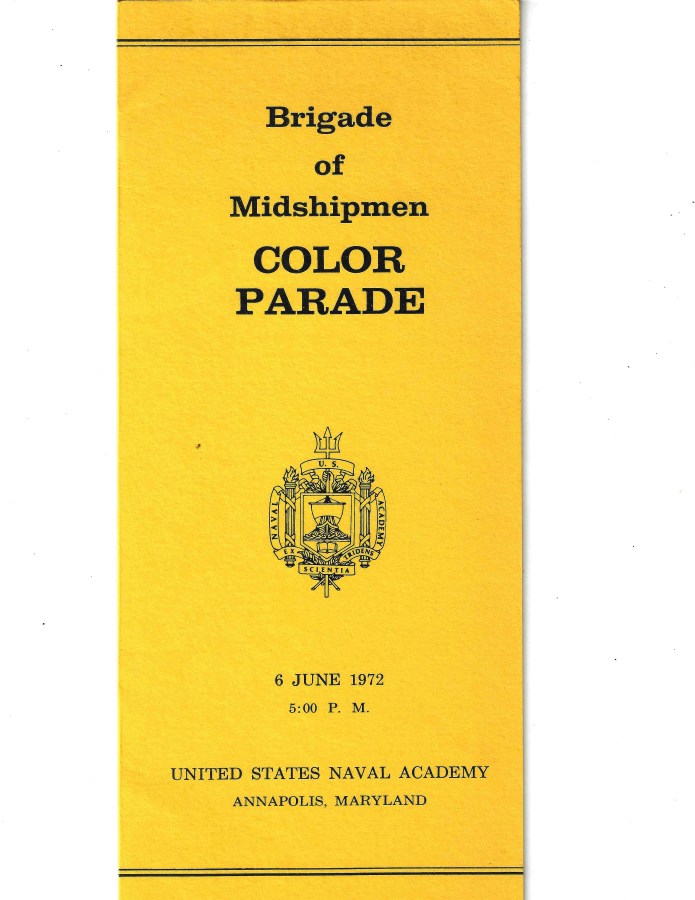 Brigade
of
Midshipmen
COLOR
PARADE
U. S.
NAVAL
ACADEMY
EX
TRIDENS
SCIENTIA
6 JUNE 1972
5:00 P. M.
UNITED STATES NAVAL ACADEMY
ANNAPOLIS, MARYLAND